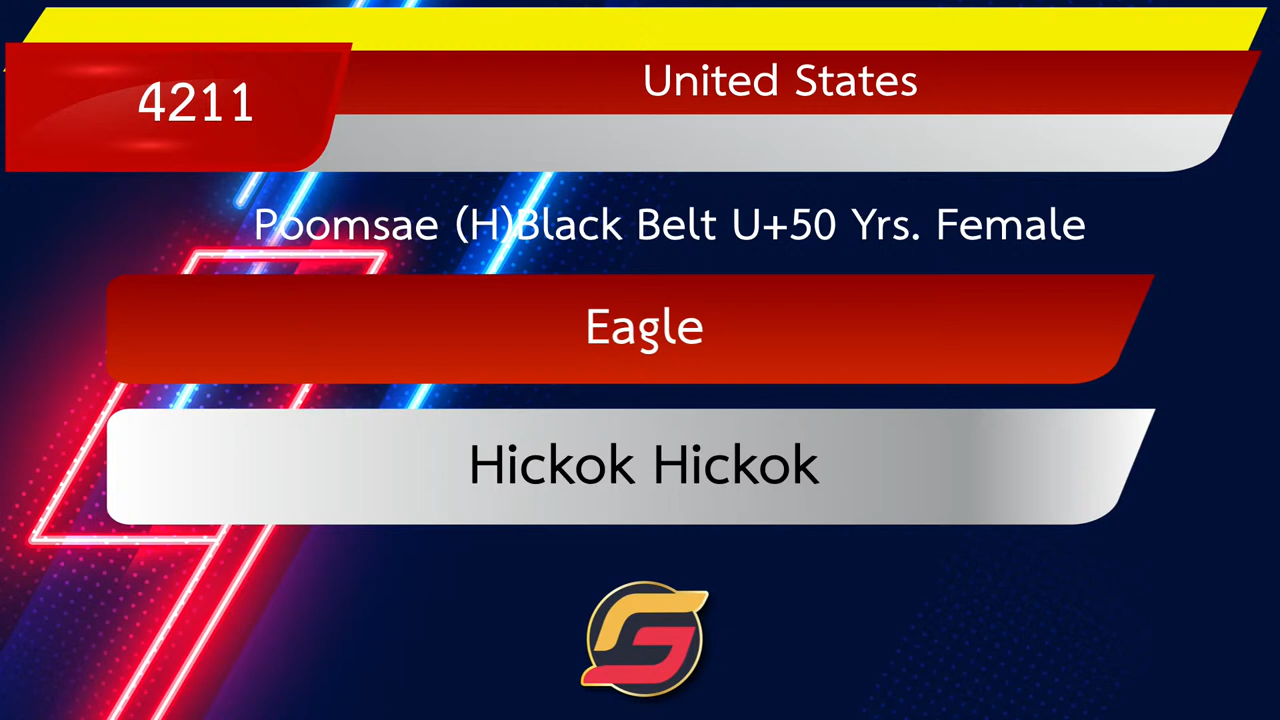 4211
United States
Poomsae (H)Black Belt U+50 Yrs. Female
Eagle
Hickok Hickok